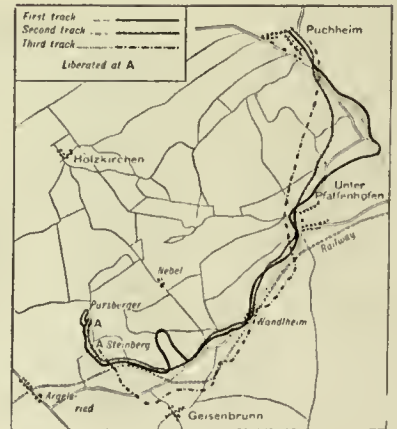 First track
Second track
Third track
Liberated at A
Puchheim
Holzkirchen
Unter
Pfaffenhofen
Railway
Nebel
Pursberger
A
Wandlheim
A Steinberg
Argels-
ried
Geisenbrunn